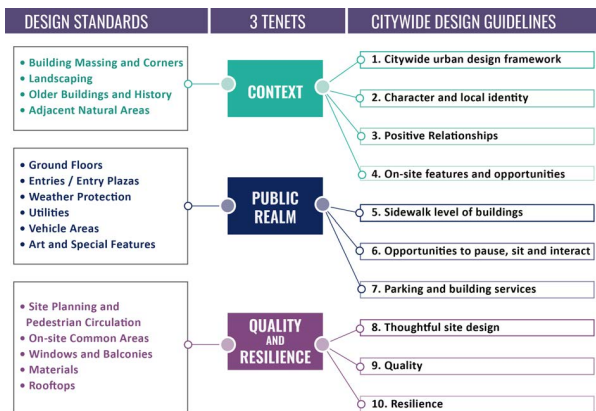 DESIGN STANDARDS
3 TENETS
CITYWIDE DESIGN GUIDELINES
• Building Massing and Corners
• Landscaping
• Older Buildings and History
• Adjacent Natural Areas
CONTEXT
1. Citywide urban design framework
2. Character and local identity
3. Positive Relationships
4. On-site features and opportunities
• Ground Floors
• Entries / Entry Plazas
• Weather Protection
• Utilities
• Vehicle Areas
• Art and Special Features
PUBLIC
REALM
5. Sidewalk level of buildings
6. Opportunities to pause, sit and interact
7. Parking and building services
• Site Planning and
Pedestrian Circulation
• On-site Common Areas
• Windows and Balconies
• Materials
• Rooftops
QUALITY
AND
RESILIENCE
8. Thoughtful site design
9. Quality
10. Resilience